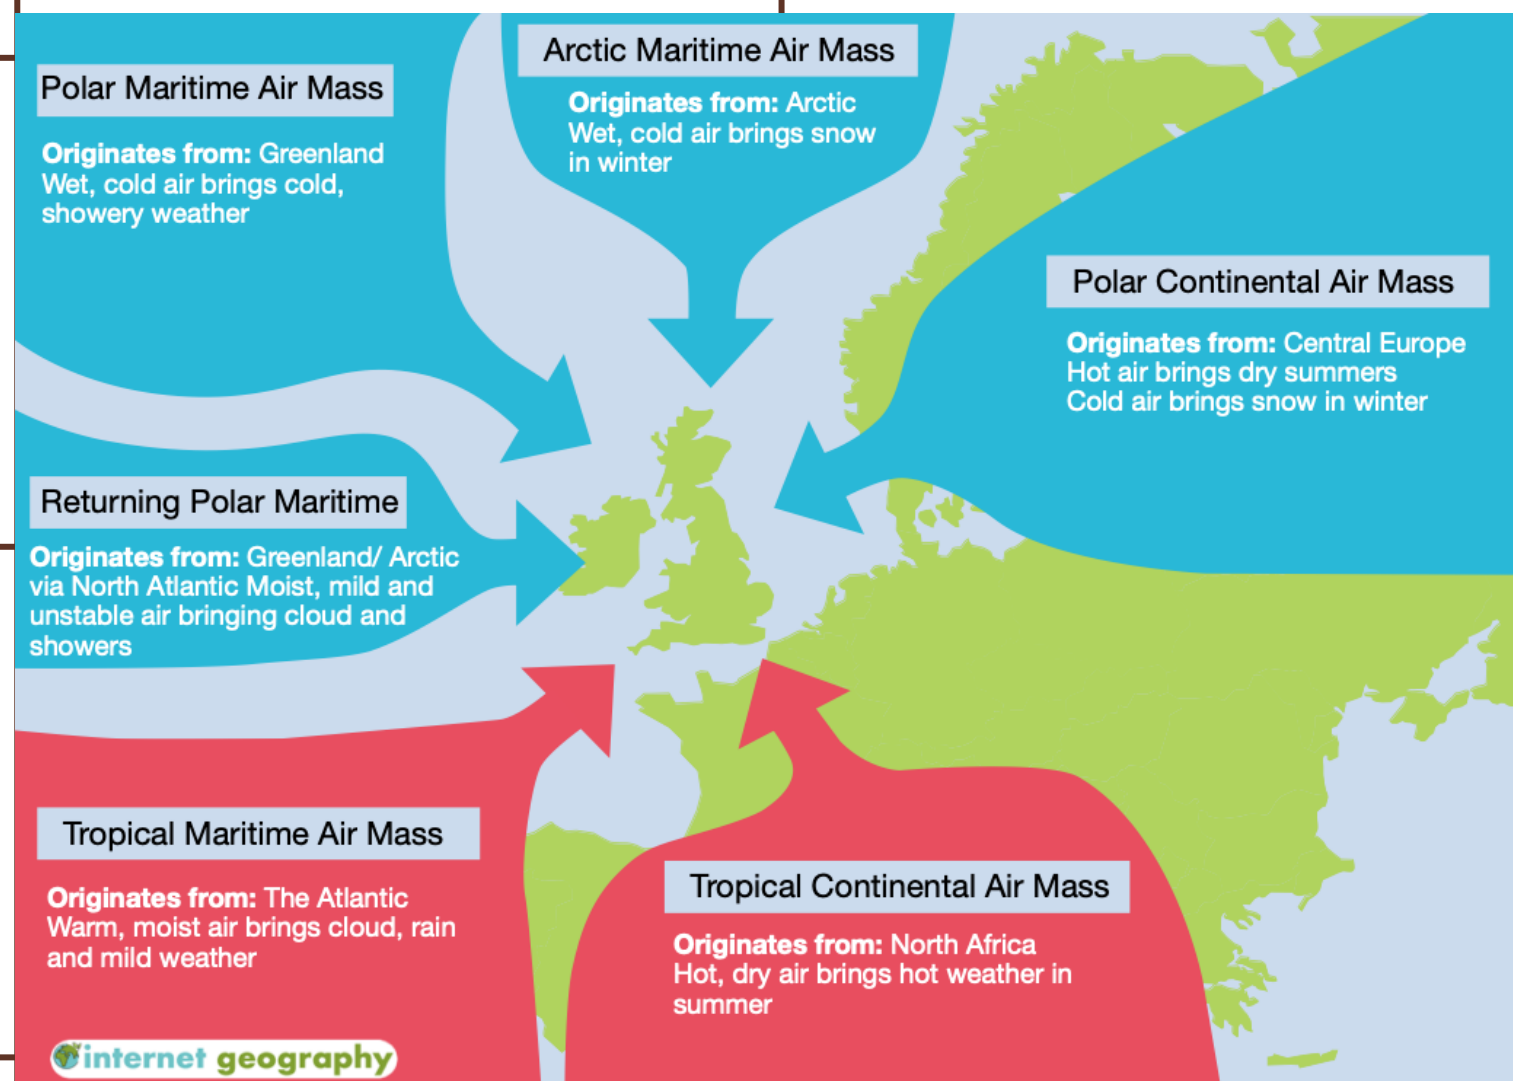 Polar Maritime Air Mass
Originates from: Greenland
Wet, cold air brings cold,
showery weather
Arctic Maritime Air Mass
Originates from: Arctic
Wet, cold air brings snow
in winter
Polar Continental Air Mass
Originates from: Central Europe
Hot air brings dry summers
Cold air brings snow in winter
Returning Polar Maritime
Originates from: Greenland/ Arctic
via North Atlantic Moist, mild and
unstable air bringing cloud and
showers
Tropical Maritime Air Mass
Originates from: The Atlantic
Warm, moist air brings cloud, rain
and mild weather
Tropical Continental Air Mass
Originates from: North Africa
Hot, dry air brings hot weather in
summer
internet geography